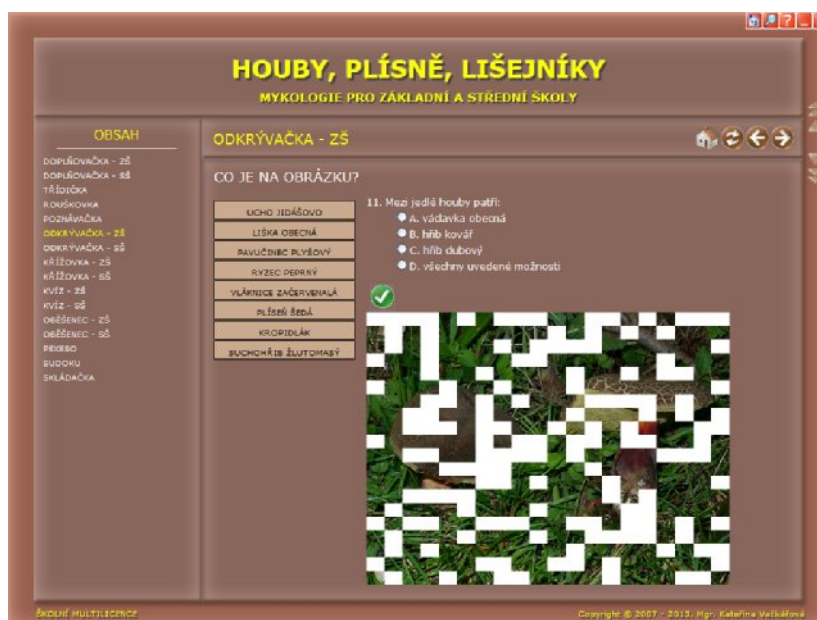 HOUBY, PLÍSNĚ, LIŠEJNÍKY
MYKOLOGIE PRO ZÁKLADNÍ A STŘEDNÍ ŠKOLY
OBSAH
DOPLŇOVAČKA - ZŠ
DOPLŇOVAČKA - SŠ
TŘÍDIČKA
ROUŠKOVKA
POZNÁVAČKA
ODKRÝVAČKA - ZŠ
ODKRÝVAČKA - SŠ
KŘÍŽOVKA - ZŠ
KŘÍŽOVKA - SŠ
KVÍZ - ZŠ
KVÍZ - SŠ
OBĚŠENEC - ZŠ
OBĚŠENEC - SŠ
PEXESO
SUDOKU
SKLÁDAČKA
ODKRÝVAČKA - ZŠ
CO JE NA OBRÁZKU?
UCHO JIDÁŠOVO
LIŠKA OBECNÁ
PAVUČINEC PLYŠOVÝ
RYZEC PEPRNÝ
VLÁKNICE ZAČERVENALÁ
PLÍSEŇ ŠEDÁ
KROPIDLÁK
SUCHOHŘIB ŽLUTOMASÝ
11. Mezi jedlé houby patří:
A. václavka obecná
B. hřib kovář
C. hřib dubový
D. všechny uvedené možnosti
ŠKOLNÍ MULTILICENCE
Copyright © 2007 - 2013. Mgr. Kateřina